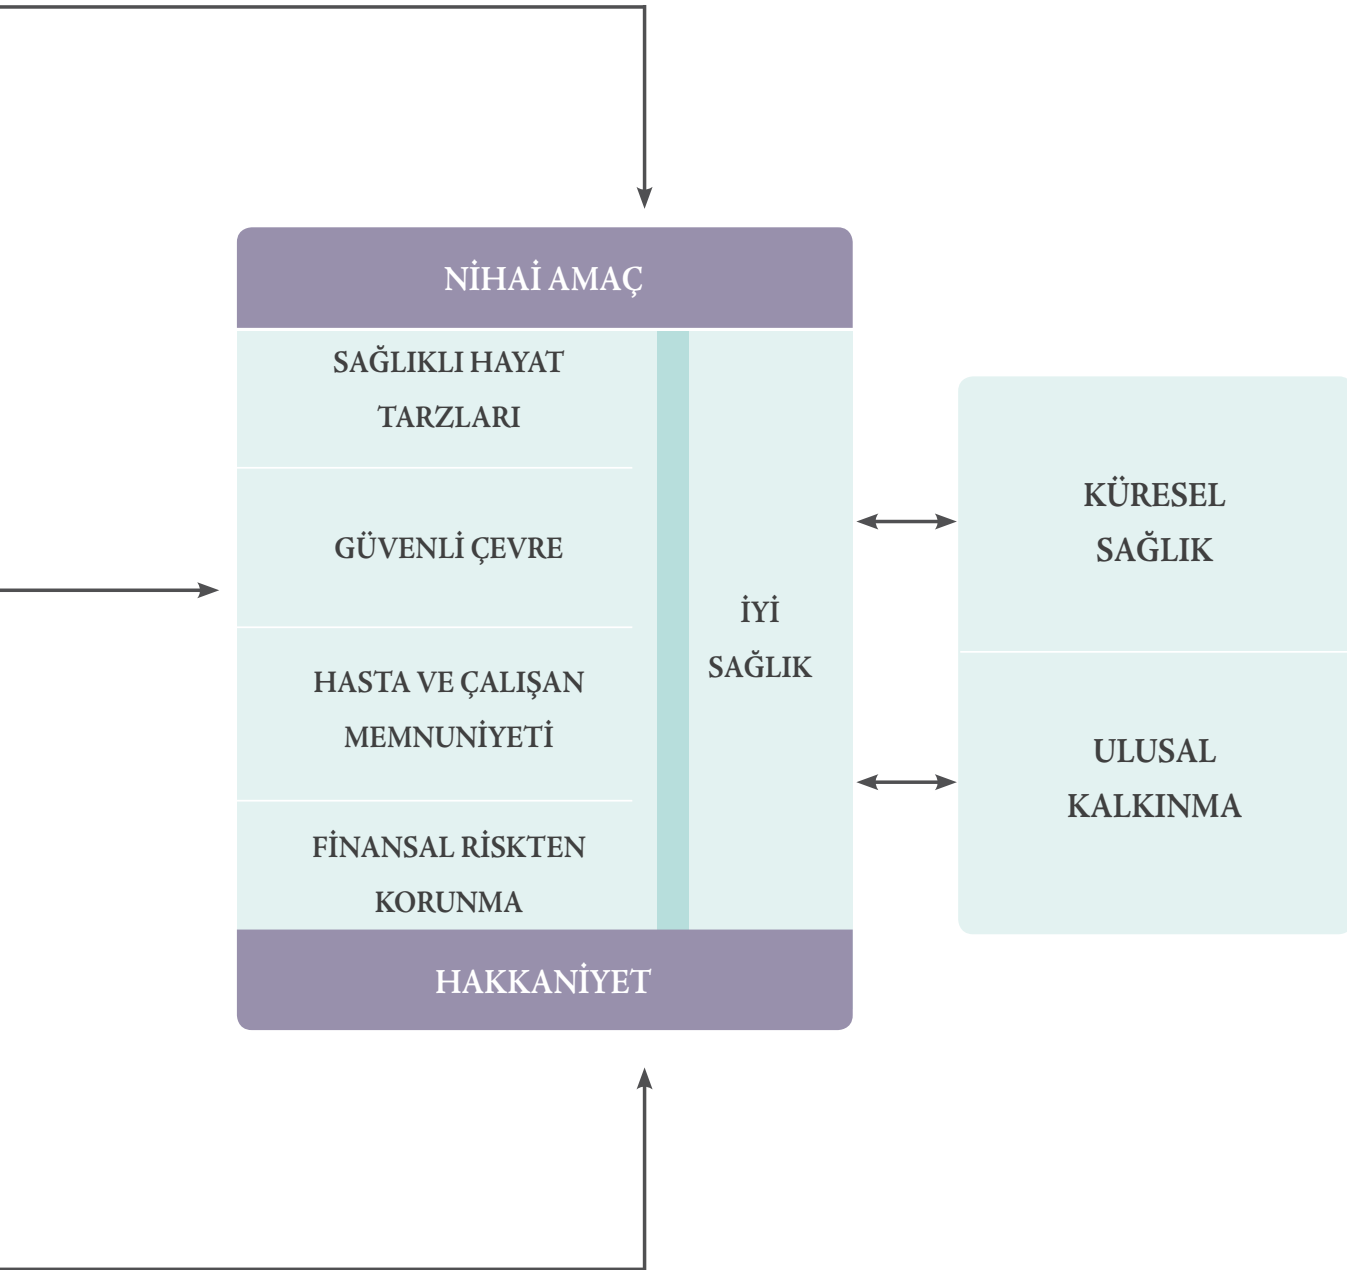 NİHAİ AMAÇ
SAĞLIKLI HAYAT
TARZLARI
GÜVENLİ ÇEVRE
HASTA VE ÇALIŞAN
MEMNUNİYETİ
FİNANSAL RİSKTEN
KORUNMA
İYİ
SAĞLIK
HAKKANİYET
KÜRESEL
SAĞLIK
ULUSAL
KALKINMA